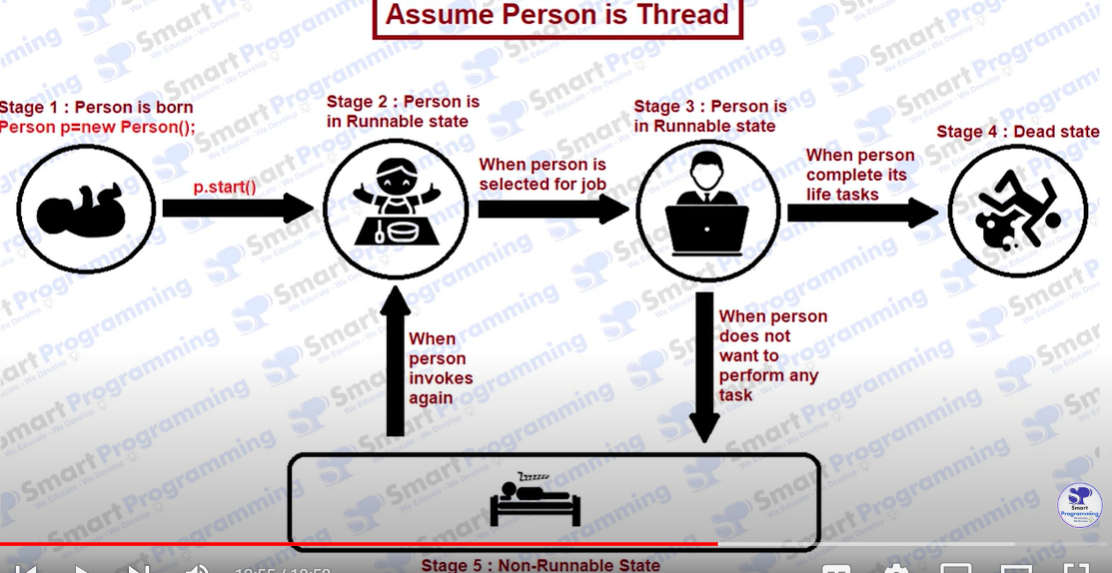 Assume Person is Thread
Stage 1 : Person is born
Person p=new Person();
p.start()
Stage 2 : Person is
in Runnable state
When person is
selected for job
Stage 3 : Person is
in Runnable state
When person
complete its
life tasks
Stage 4 : Dead state
When
person
invokes
again
When person
does not
want to
perform any
task
Zzzzzzz
Stage 5 : Non-Runnable State
Smart
Programming